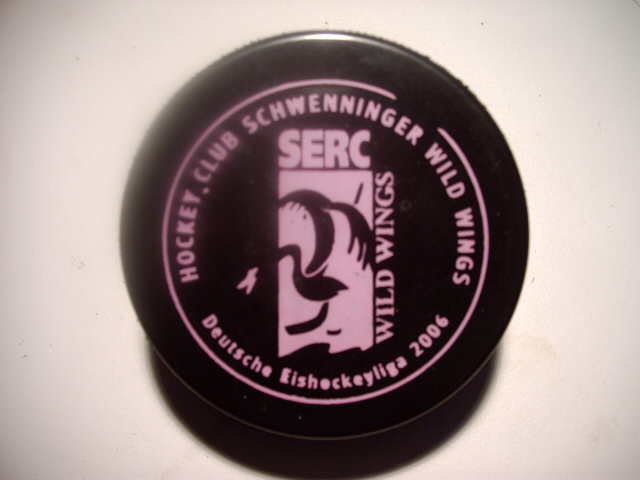 HOCKEY CLUB SCHWENNINGER WILD WINGS
SERC
WILD WINGS
Deutsche Eishockeyliga 2006